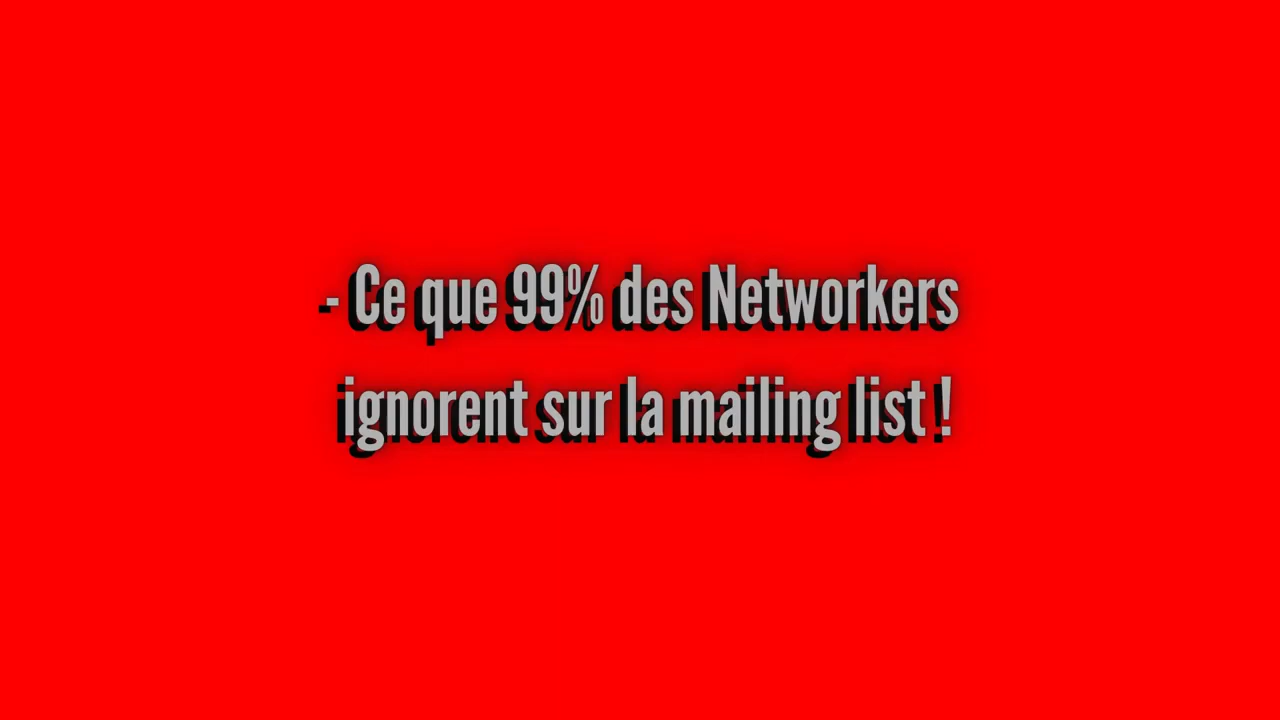 - Ce que 99% des Networkers
ignorent sur la mailing list !